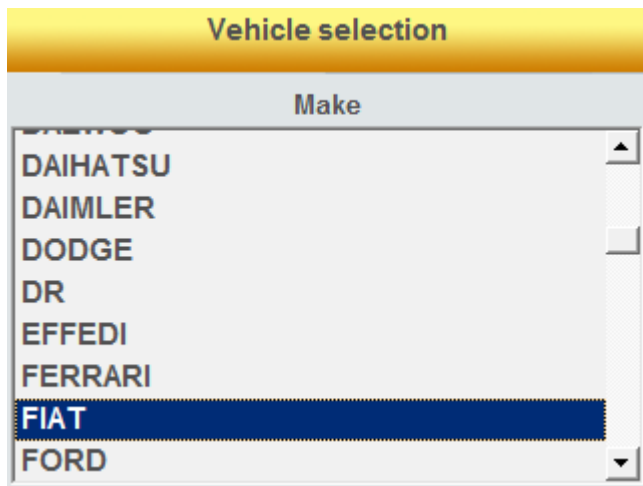 Vehicle selection
Make
DAIHATSU
DAIMLER
DODGE
DR
EFFEDI
FERRARI
FIAT
FORD